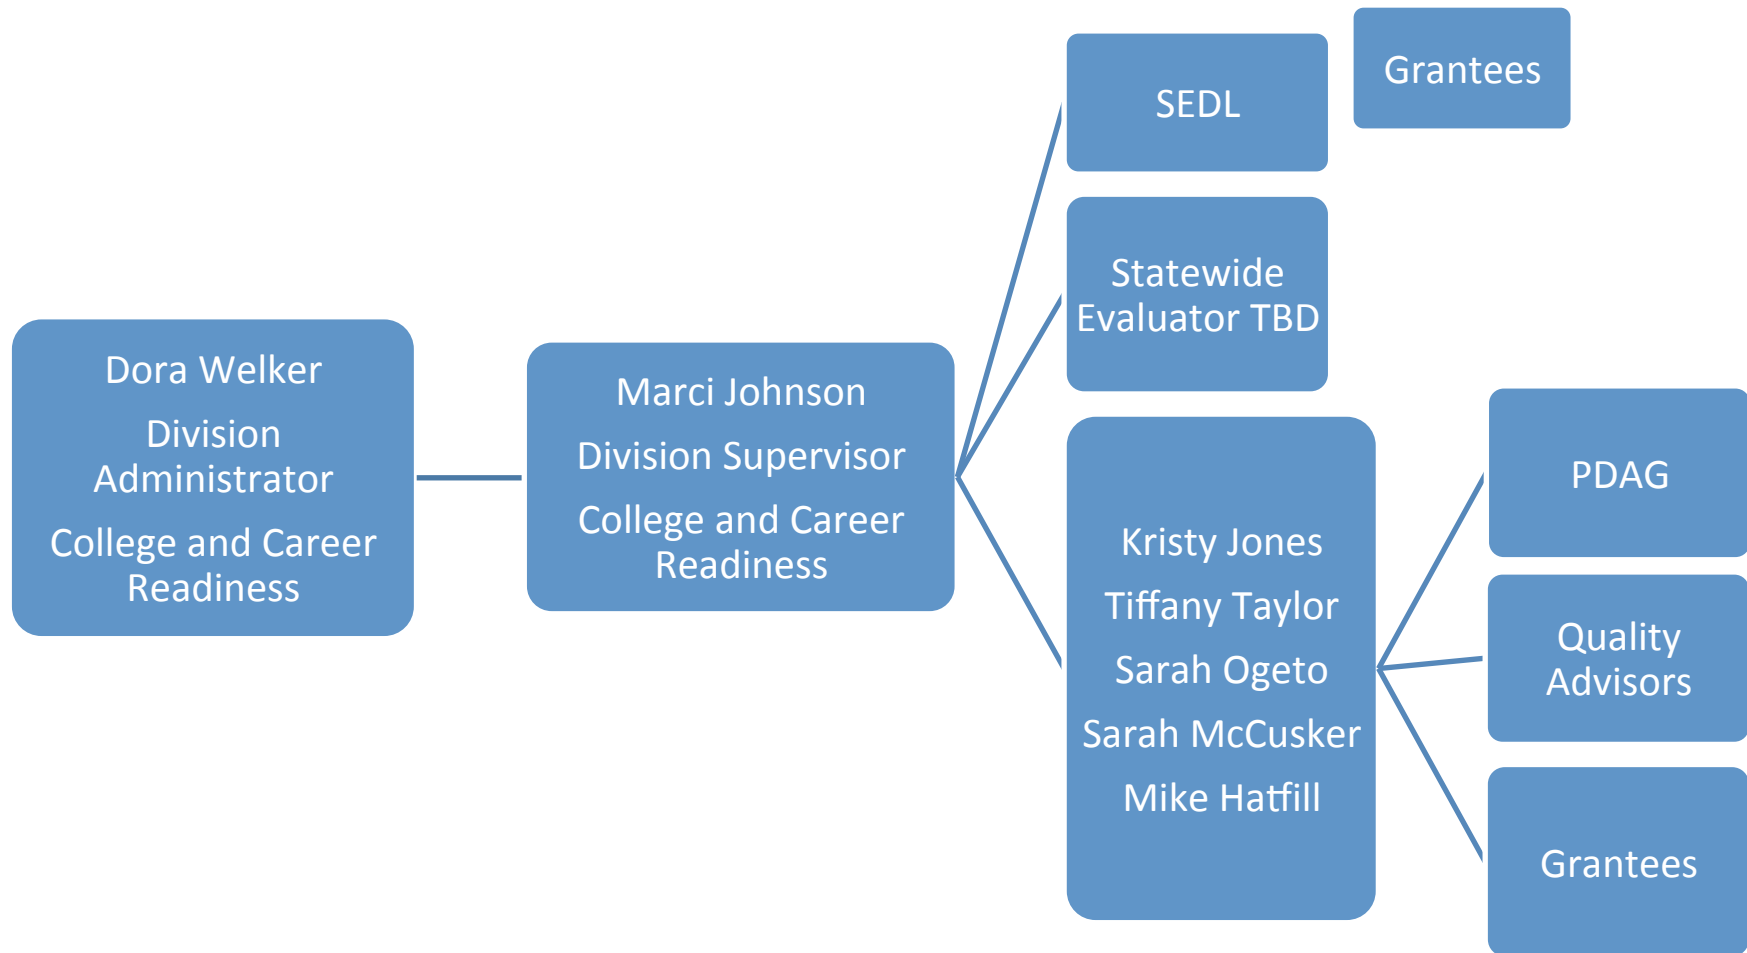 Dora Welker
Division
Administrator
College and Career
Readiness
Marci Johnson
Division Supervisor
College and Career
Readiness
SEDL
Grantees
Statewide
Evaluator TBD
Kristy Jones
Tiffany Taylor
Sarah Ogeto
Sarah McCusker
Mike Hatfill
PDAG
Quality
Advisors
Grantees